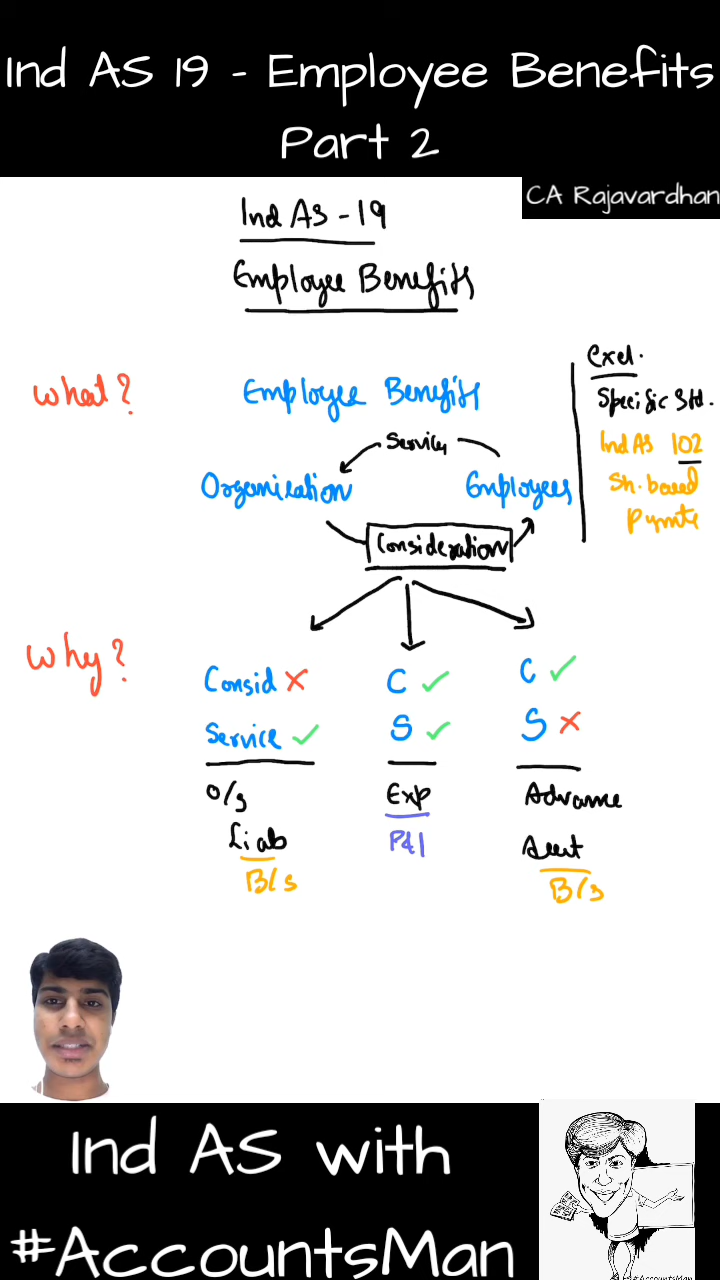 Ind AS 19 - Employee Benefits
Part 2
CA Rajavardhan
Ind AS - 19
Employee Benefits
What?
Employee Benefits
Service
Organization
Employees
Consideration
Excl.
Specific Std.
Ind AS 102
Sh. based
Pymts
Why?
Consid ✗
Service ✓
O/s
Liab
B/s
C ✓
S ✓
Exp
P&l
C ✓
S ✗
Advance
B/s
Ind AS with
#AccountsMan
#AccountsMan